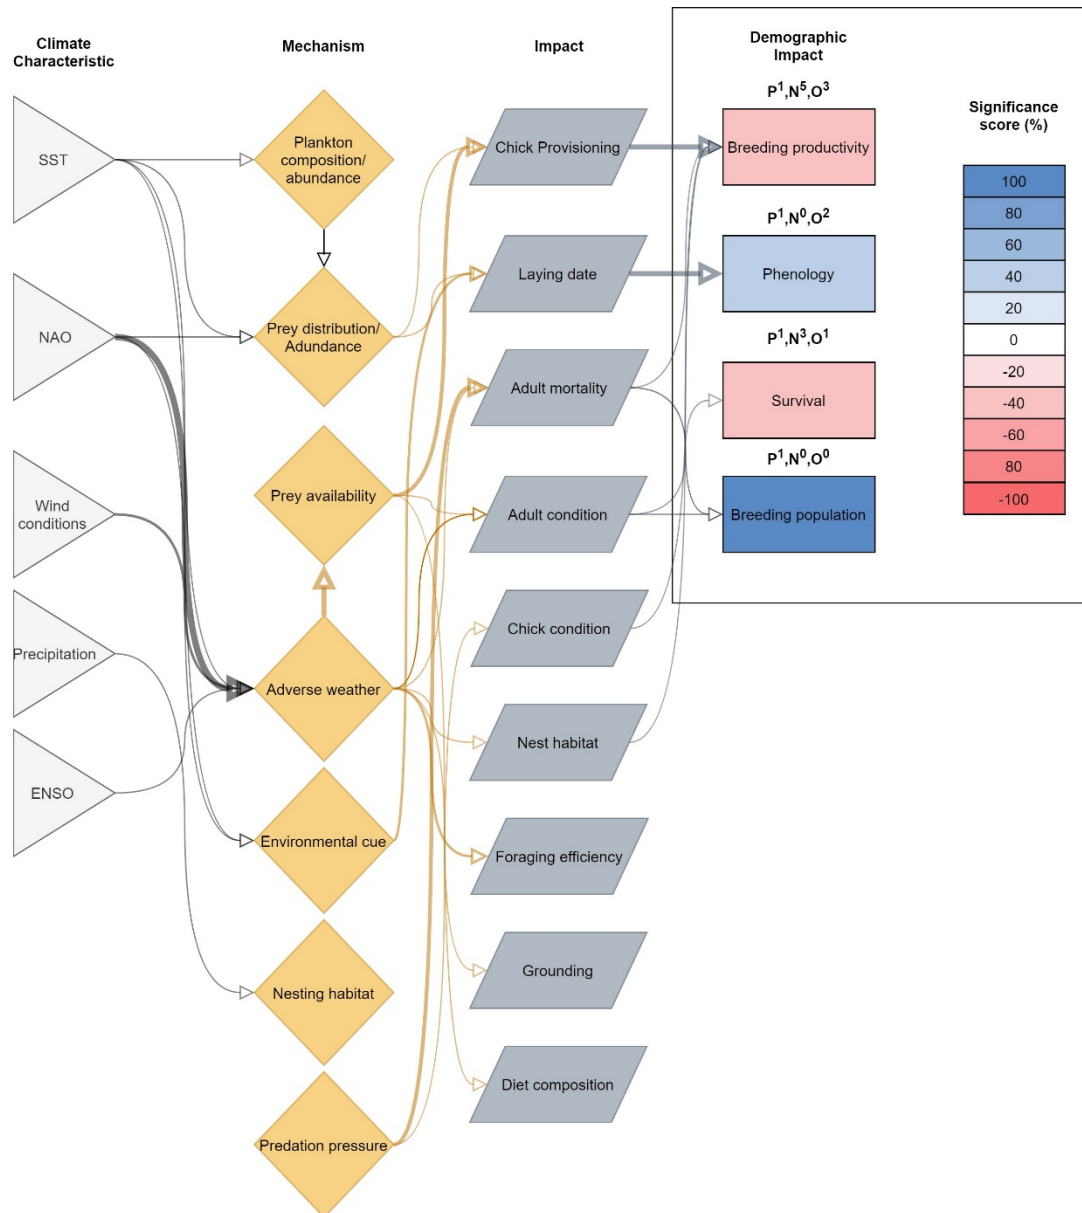 Climate
Characteristic
Mechanism
Impact
Demographic
Impact
Significance
score (%)
SST
NAO
Wind
conditions
Precipitation
ENSO
Plankton
composition/
abundance
Prey distribution/
Adundance
Prey availability
Adverse weather
Environmental cue
Nesting habitat
Predation pressure
Chick Provisioning
Laying date
Adult mortality
Adult condition
Chick condition
Nest habitat
Foraging efficiency
Grounding
Diet composition
P¹,N⁵,O³
Breeding productivity
P¹,N⁰,O²
Phenology
P¹,N³,O¹
Survival
P¹,N⁰,O⁰
Breeding population
100
80
60
40
20
0
-20
-40
-60
80
-100